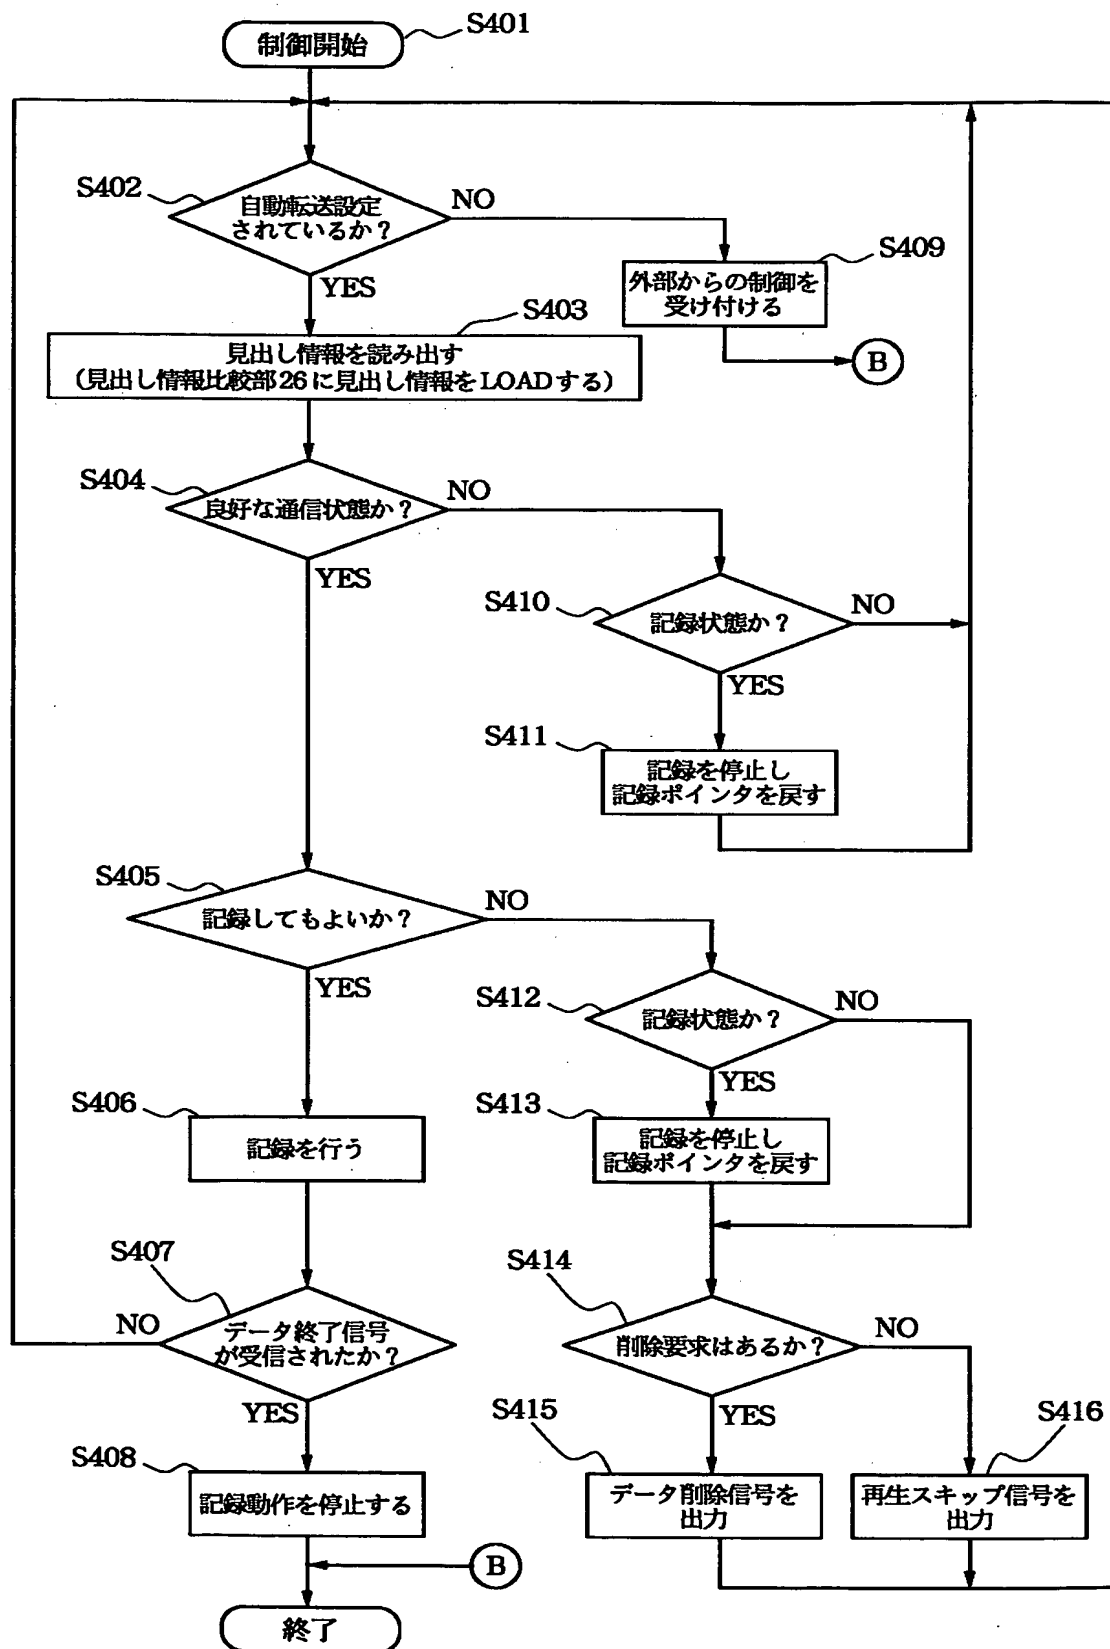 S401
制御開始
S402
自動転送設定
されているか?
NO
YES
S409
外部からの制御を
受け付ける
B
S403
見出し情報を読み出す
(見出し情報比較部26に見出し情報をLOADする)
S404
良好な通信状態か?
NO
YES
S410
記録状態か?
NO
YES
S411
記録を停止し
記録ポインタを戻す
S405
記録してもよいか?
NO
YES
S412
記録状態か?
NO
YES
S406
記録を行う
S413
記録を停止し
記録ポインタを戻す
S407
データ終了信号
が受信されたか?
NO
YES
S414
削除要求はあるか?
NO
YES
S408
記録動作を停止する
S415
データ削除信号を
出力
S416
再生スキップ信号を
出力
B
終了